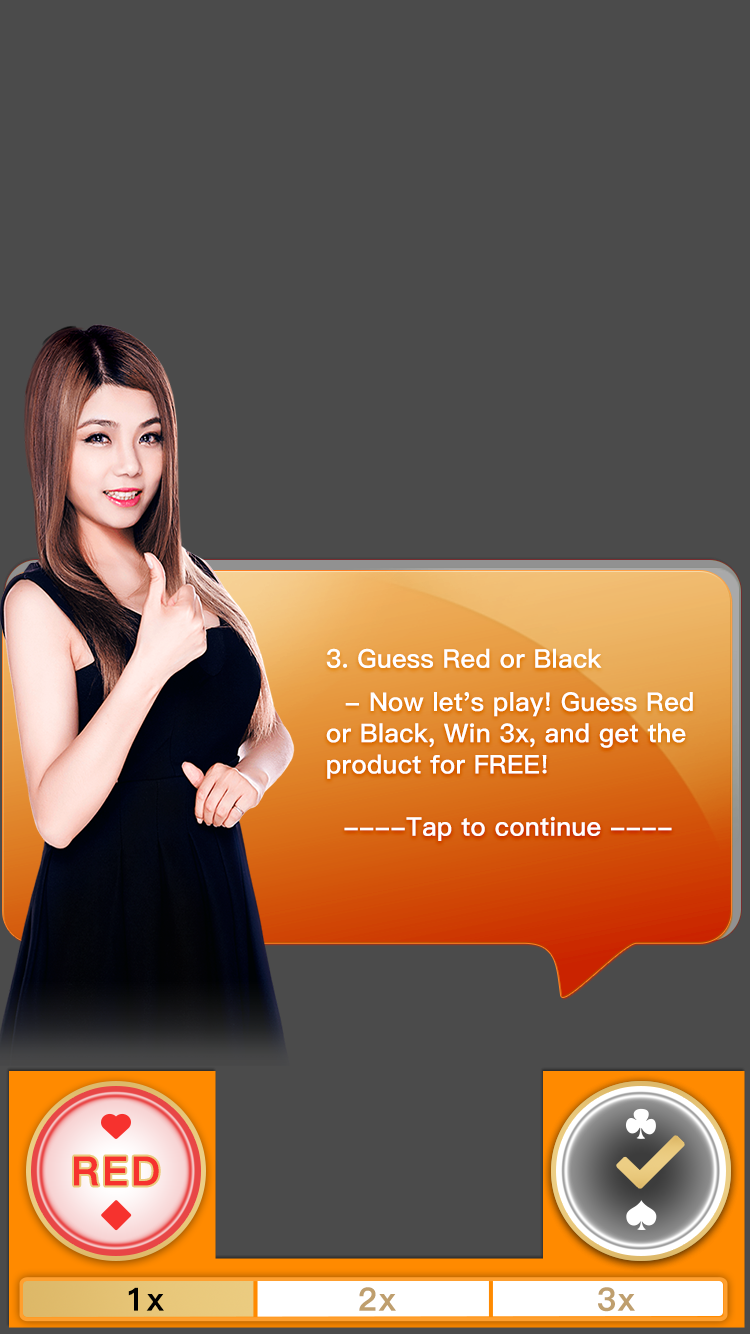 3. Guess Red or Black
– Now let's play! Guess Red
or Black, Win 3x, and get the
product for FREE!
----Tap to continue ----
RED
1x
2x
3x